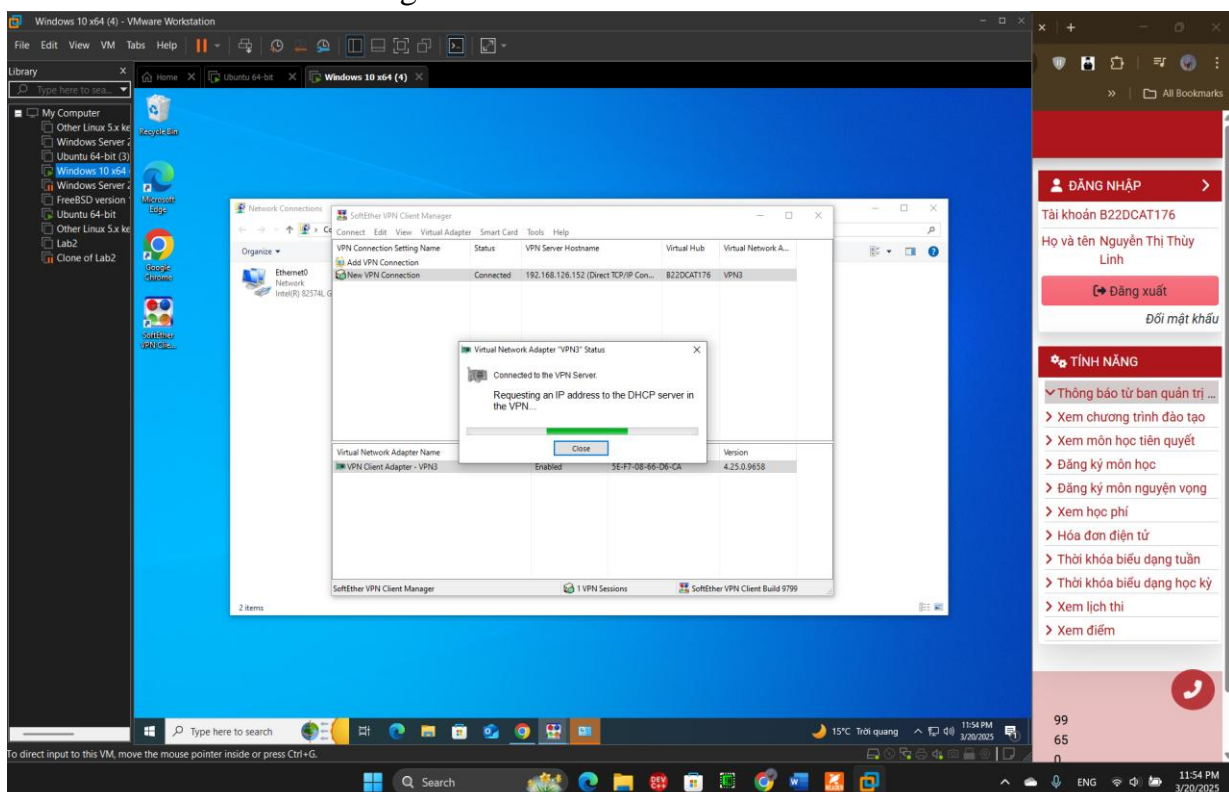 Windows 10 x64 (4) - VMware Workstation
File Edit View VM Tabs Help
Library
Type here to sea...
My Computer
Other Linux 5.x ke
Windows Server 2
Ubuntu 64-bit (3)
Windows 10 x64
Windows Server 2
FreeBSD version
Ubuntu 64-bit
Other Linux 5.x ke
Lab2
Clone of Lab2
Home
Ubuntu 64-bit
Windows 10 x64 (4)
Recycle Bin
Microsoft Edge
Google Chrome
SoftEther VPN Clie...
Network Connections
Organize
Ethernet0
Network
Intel(R) 82574L G
2 items
SoftEther VPN Client Manager
Connect Edit View Virtual Adapter Smart Card Tools Help
VPN Connection Setting Name Status VPN Server Hostname Virtual Hub Virtual Network A...
Add VPN Connection
New VPN Connection Connected 192.168.126.152 (Direct TCP/IP Con... B22DCAT176 VPN3
Virtual Network Adapter "VPN3" Status
Connected to the VPN Server.
Requesting an IP address to the DHCP server in
the VPN...
Close
Virtual Network Adapter Name Version
VPN Client Adapter - VPN3 Enabled 5E-F7-08-66-D6-CA 4.25.0.9658
SoftEther VPN Client Manager 1 VPN Sessions SoftEther VPN Client Build 9799
Type here to search
15°C Trời quang
11:54 PM
3/20/2025
To direct input to this VM, move the mouse pointer inside or press Ctrl+G.
All Bookmarks
ĐĂNG NHẬP
Tài khoản B22DCAT176
Họ và tên Nguyễn Thị Thùy
Linh
Đăng xuất
Đổi mật khẩu
TÍNH NĂNG
Thông báo từ ban quản trị ...
Xem chương trình đào tạo
Xem môn học tiên quyết
Đăng ký môn học
Đăng ký môn nguyện vọng
Xem học phí
Hóa đơn điện tử
Thời khóa biểu dạng tuần
Thời khóa biểu dạng học kỳ
Xem lịch thi
Xem điểm
99
65
Search
ENG
11:54 PM
3/20/2025